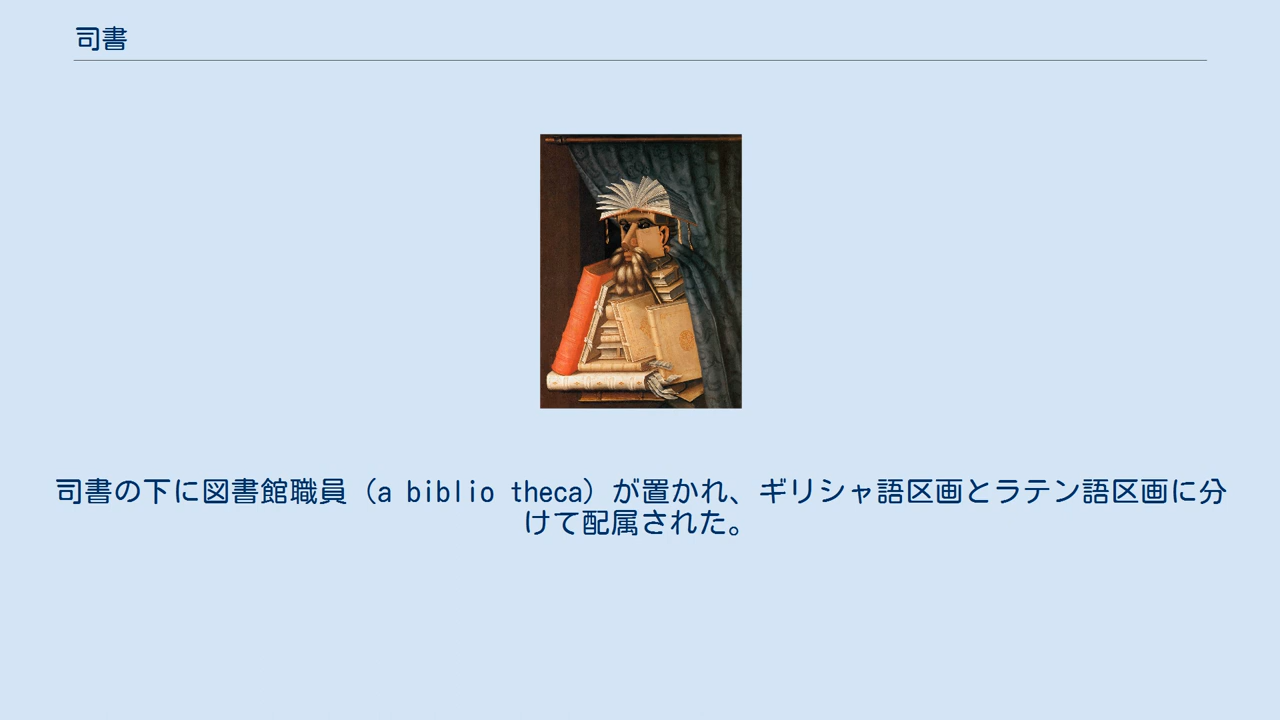 司書
司書の下に図書館職員（a biblio theca）が置かれ、ギリシャ語区画とラテン語区画に分
けて配属された。